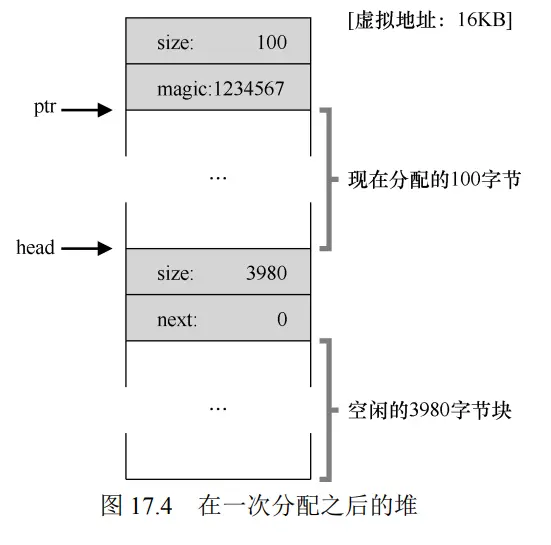 [虚拟地址：16KB]
size: 100
magic:1234567
ptr
...
现在分配的100字节
head
size: 3980
next: 0
...
空闲的3980字节块
图 17.4 在一次分配之后的堆